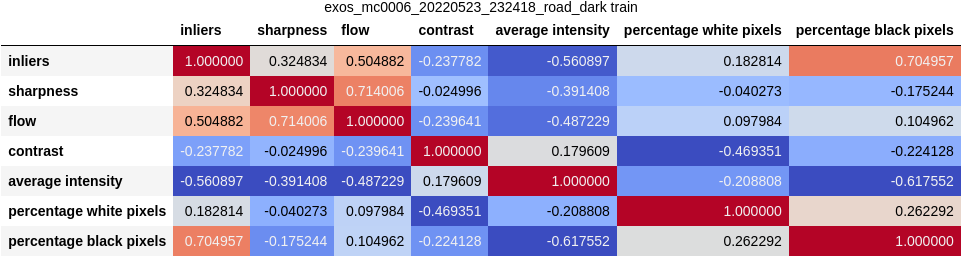 exos_mc0006_20220523_232418_road_dark train
inliers sharpness flow contrast average intensity percentage white pixels percentage black pixels
inliers 1.000000 0.324834 0.504882 -0.237782 -0.560897 0.182814 0.704957
sharpness 0.324834 1.000000 0.714006 -0.024996 -0.391408 -0.040273 -0.175244
flow 0.504882 0.714006 1.000000 -0.239641 -0.487229 0.097984 0.104962
contrast -0.237782 -0.024996 -0.239641 1.000000 0.179609 -0.469351 -0.224128
average intensity -0.560897 -0.391408 -0.487229 0.179609 1.000000 -0.208808 -0.617552
percentage white pixels 0.182814 -0.040273 0.097984 -0.469351 -0.208808 1.000000 0.262292
percentage black pixels 0.704957 -0.175244 0.104962 -0.224128 -0.617552 0.262292 1.000000